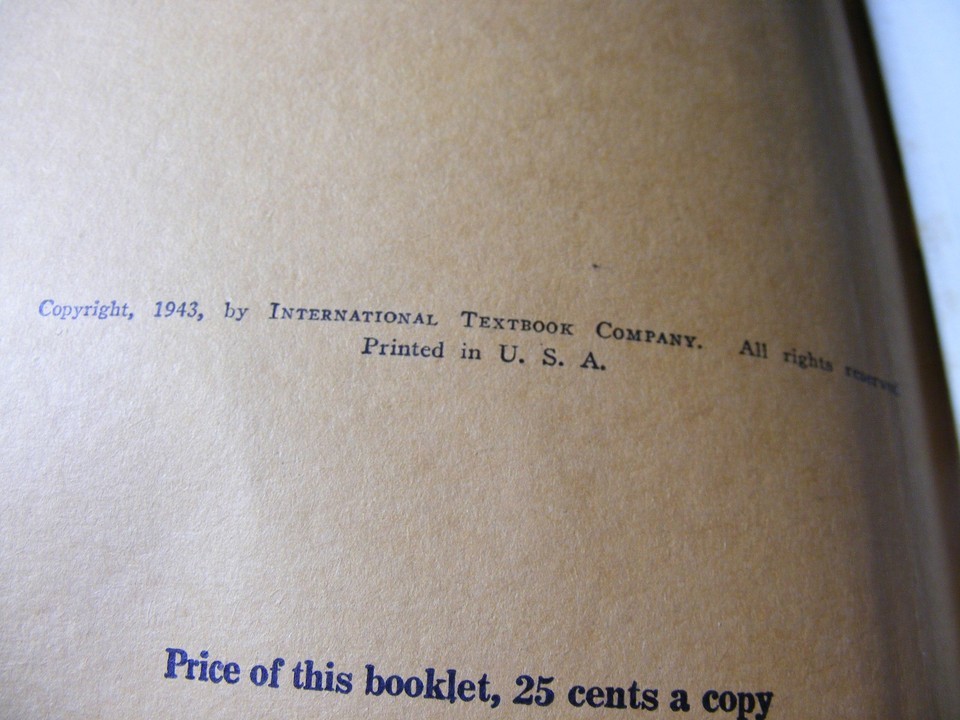 Copyright, 1943, by INTERNATIONAL TEXTBOOK COMPANY. All rights reserved.
Printed in U. S. A.
Price of this booklet, 25 cents a copy